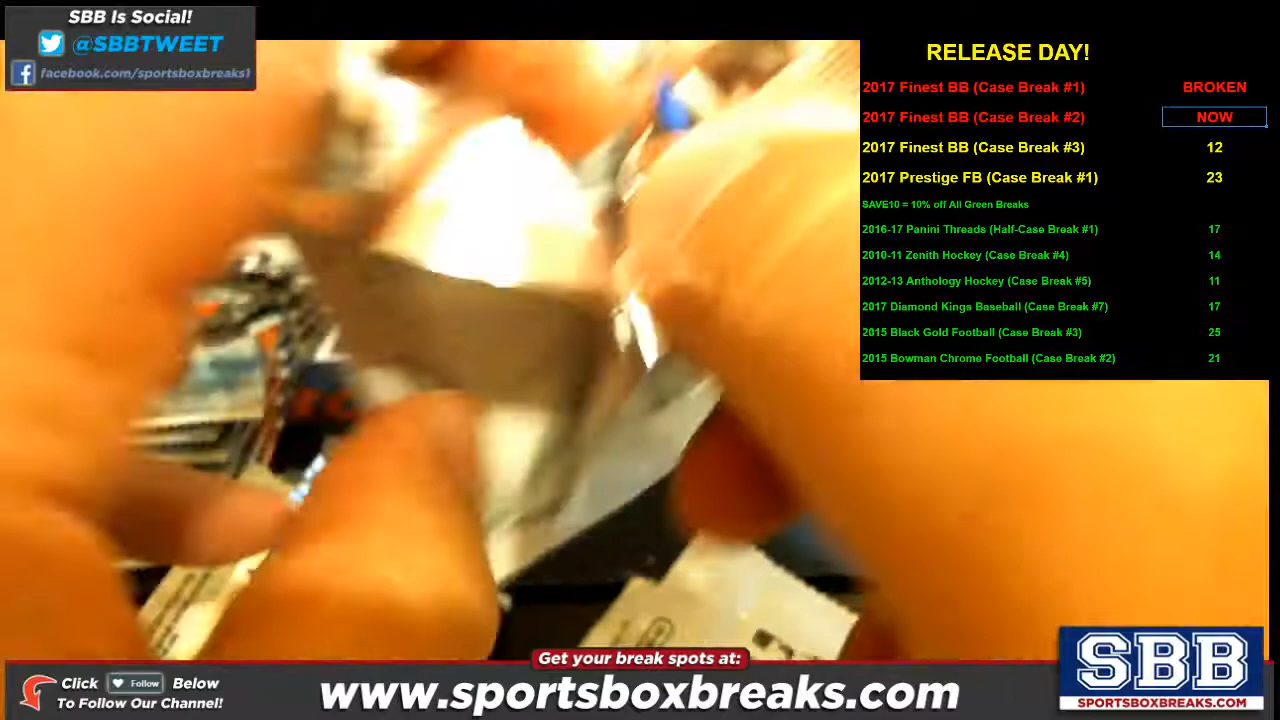 SBB Is Social!
@SBBTWEET
facebook.com/sportsboxbreaks1
RELEASE DAY!
2017 Finest BB (Case Break #1) BROKEN
2017 Finest BB (Case Break #2) NOW
2017 Finest BB (Case Break #3) 12
2017 Prestige FB (Case Break #1) 23
SAVE10 = 10% off All Green Breaks
2016-17 Panini Threads (Half-Case Break #1) 17
2010-11 Zenith Hockey (Case Break #4) 14
2012-13 Anthology Hockey (Case Break #5) 11
2017 Diamond Kings Baseball (Case Break #7) 17
2015 Black Gold Football (Case Break #3) 25
2015 Bowman Chrome Football (Case Break #2) 21
Get your break spots at:
Click Follow Below
To Follow Our Channel!
www.sportsboxbreaks.com
SBB
SPORTSBOXBREAKS.COM